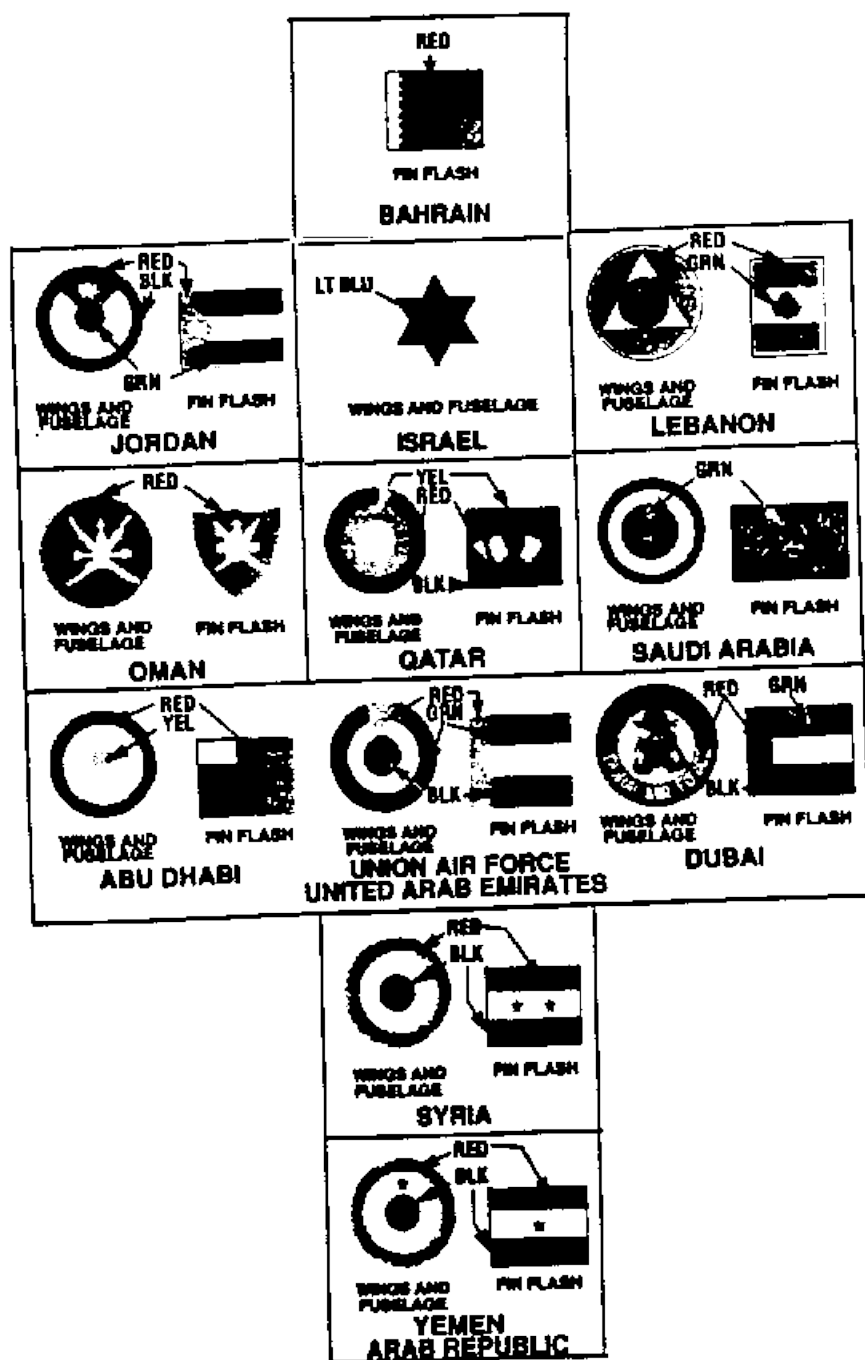 RED
FIN FLASH
BAHRAIN
RED
BLK
GRN
WINGS AND
FUSELAGE
FIN FLASH
JORDAN
LT BLU
WINGS AND FUSELAGE
ISRAEL
RED
GRN
WINGS AND
FUSELAGE
FIN FLASH
LEBANON
RED
WINGS AND
FUSELAGE
FIN FLASH
OMAN
YEL
RED
BLK
WINGS AND
FUSELAGE
FIN FLASH
QATAR
GRN
WINGS AND
FUSELAGE
FIN FLASH
SAUDI ARABIA
RED
YEL
WINGS AND
FUSELAGE
FIN FLASH
ABU DHABI
RED
GRN
BLK
WINGS AND
FUSELAGE
FIN FLASH
UNION AIR FORCE
UNITED ARAB EMIRATES
RED
GRN
BLK
WINGS AND
FUSELAGE
FIN FLASH
DUBAI
RED
BLK
WINGS AND
FUSELAGE
FIN FLASH
SYRIA
RED
BLK
WINGS AND
FUSELAGE
FIN FLASH
YEMEN
ARAB REPUBLIC